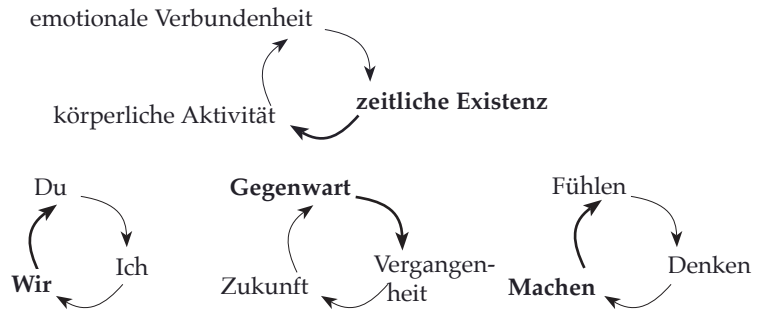 emotionale Verbundenheit
zeitliche Existenz
körperliche Aktivität
Du
Ich
Wir
Gegenwart
Vergangen-
heit
Zukunft
Fühlen
Denken
Machen